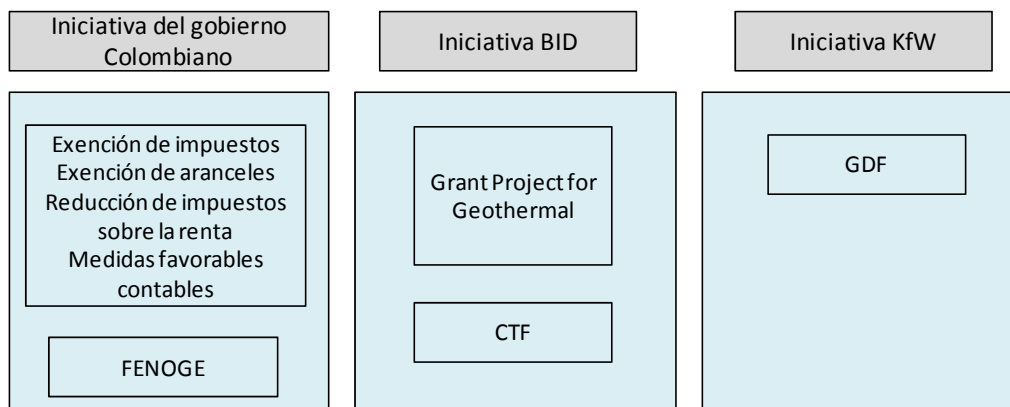 Iniciativa del gobierno
Colombiano
Iniciativa BID
Iniciativa KfW
Exención de impuestos
Exención de aranceles
Reducción de impuestos
sobre la renta
Medidas favorables
contables
FENOGE
Grant Project for
Geothermal
CTF
GDF